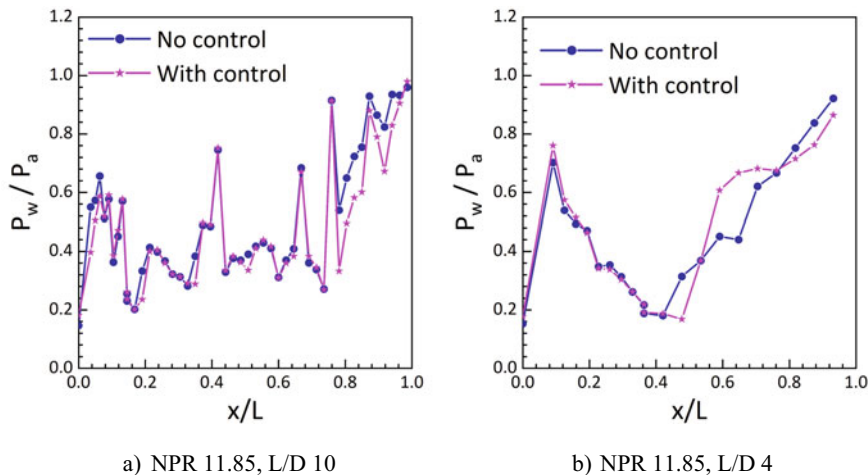 1.2
1.0
0.8
0.6
0.4
0.2
0.0
P_w / P_a
No control
With control
0.0 0.2 0.4 0.6 0.8 1.0
x/L
a) NPR 11.85, L/D 10
1.2
1.0
0.8
0.6
0.4
0.2
0.0
No control
With control
0.0 0.2 0.4 0.6 0.8 1.0
x/L
b) NPR 11.85, L/D 4